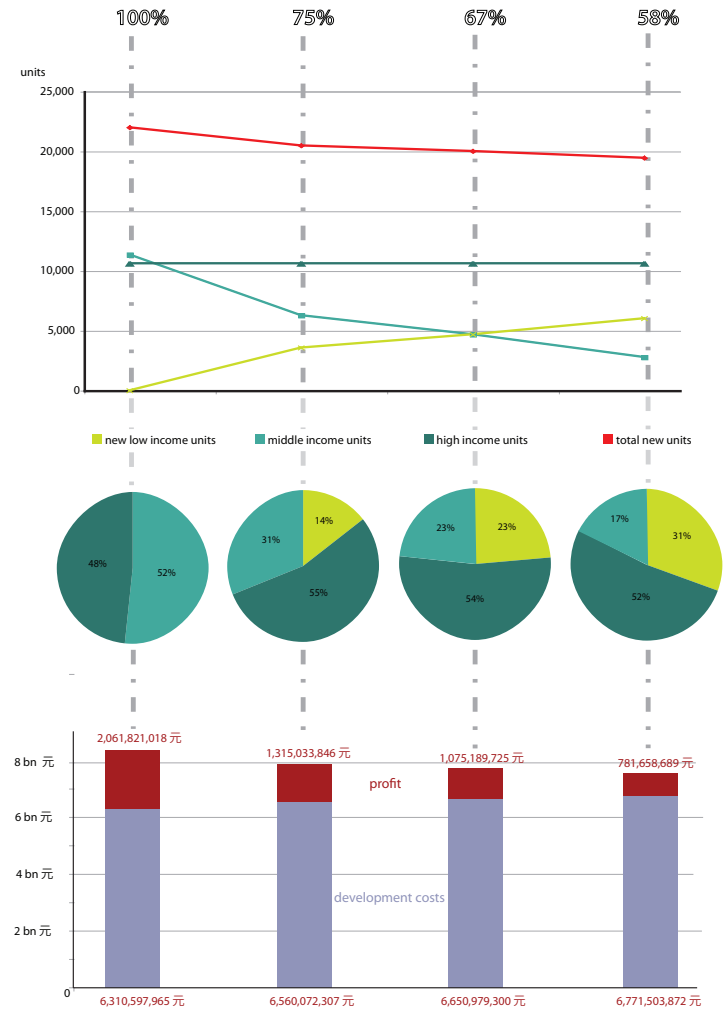 100% 75% 67% 58%
units
25,000
20,000
15,000
10,000
5,000
0
new low income units middle income units high income units total new units
48% 52%
31% 14% 55%
23% 23% 54%
17% 31% 52%
2,061,821,018 元
1,315,033,846 元
1,075,189,725 元
781,658,689 元
8 bn 元
profit
6 bn 元
4 bn 元
development costs
2 bn 元
0
6,310,597,965 元 6,560,072,307 元 6,650,979,300 元 6,771,503,872 元